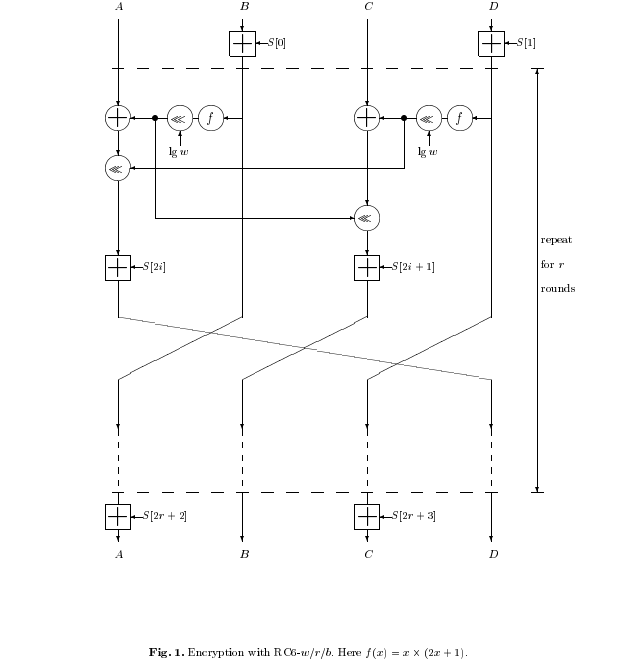 A B C D
S[0] S[1]
f f
lg w lg w
repeat
S[2i] S[2i + 1]
for r
rounds
S[2r + 2] S[2r + 3]
A B C D
Fig. 1. Encryption with RC6-w/r/b. Here f(x) = x × (2x + 1).